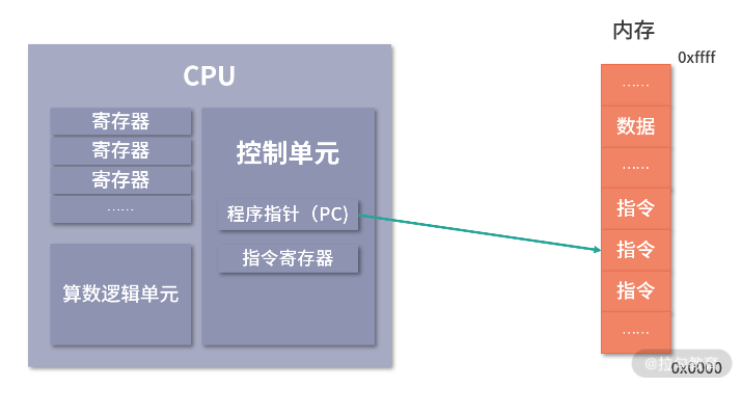 内存
0xffff
CPU
寄存器
寄存器
寄存器
……
控制单元
程序指针（PC)
指令寄存器
算数逻辑单元
……
数据
……
指令
指令
指令
……
@拉勾教育
0x0000